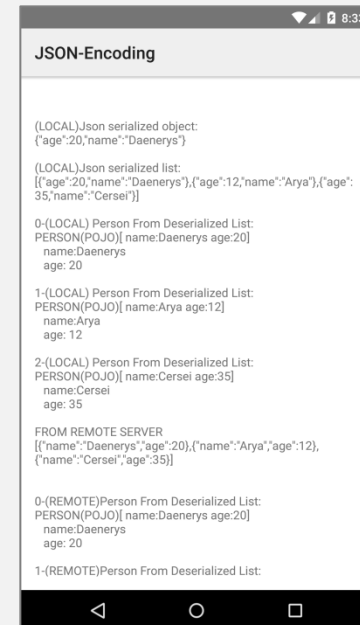 8:33
JSON-Encoding
(LOCAL)Json serialized object:
{"age":20,"name":"Daenerys"}
(LOCAL)Json serialized list:
[{"age":20,"name":"Daenerys"},{"age":12,"name":"Arya"},{"age":
35,"name":"Cersei"}]
0-(LOCAL) Person From Deserialized List:
PERSON(POJO)[ name:Daenerys age:20]
name:Daenerys
age: 20
1-(LOCAL) Person From Deserialized List:
PERSON(POJO)[ name:Arya age:12]
name:Arya
age: 12
2-(LOCAL) Person From Deserialized List:
PERSON(POJO)[ name:Cersei age:35]
name:Cersei
age: 35
FROM REMOTE SERVER
[{"name":"Daenerys","age":20},{"name":"Arya","age":12},
{"name":"Cersei","age":35}]
0-(REMOTE)Person From Deserialized List:
PERSON(POJO)[ name:Daenerys age:20]
name:Daenerys
age: 20
1-(REMOTE)Person From Deserialized List: